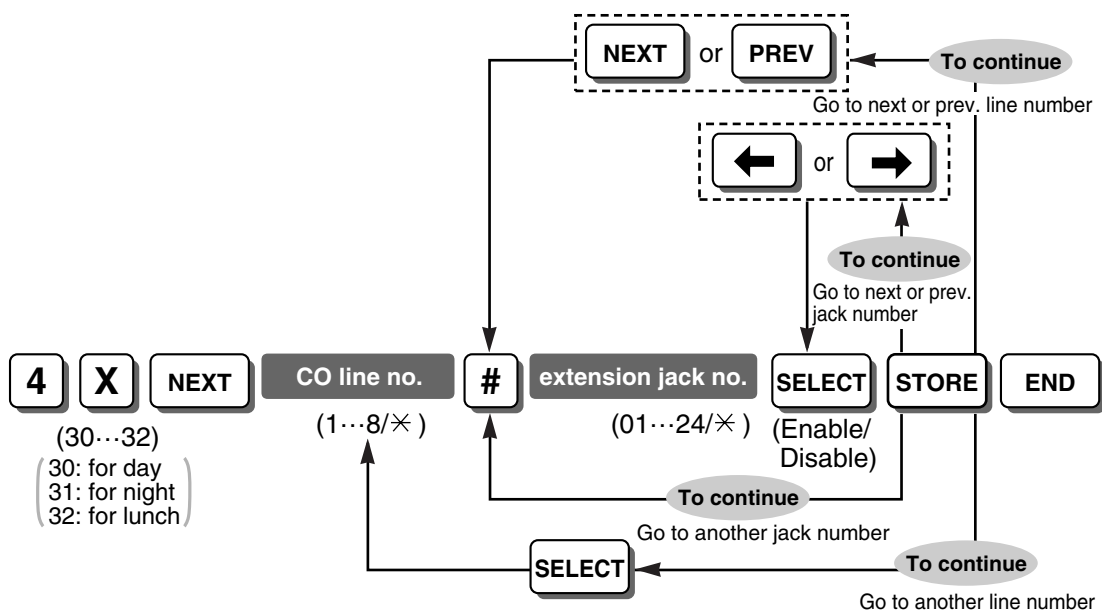 NEXT or PREV
To continue
Go to next or prev. line number
← or →
To continue
Go to next or prev.
jack number
4 X NEXT CO line no. # extension jack no. SELECT STORE END
(30···32)
(1···8/✳)
(01···24/✳)
(Enable/
Disable)
30: for day
31: for night
32: for lunch
To continue
Go to another jack number
SELECT
To continue
Go to another line number